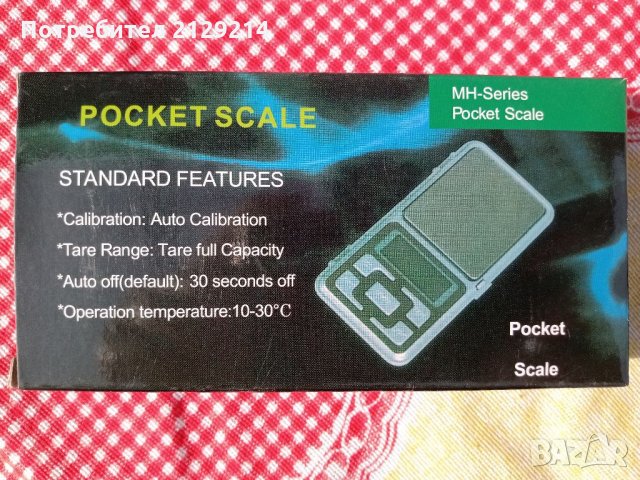 Потребител 2129214
MH-Series
Pocket Scale
POCKET SCALE
STANDARD FEATURES
*Calibration: Auto Calibration
*Tare Range: Tare full Capacity
*Auto off(default): 30 seconds off
*Operation temperature:10-30°C
Pocket
Scale
BAZAR